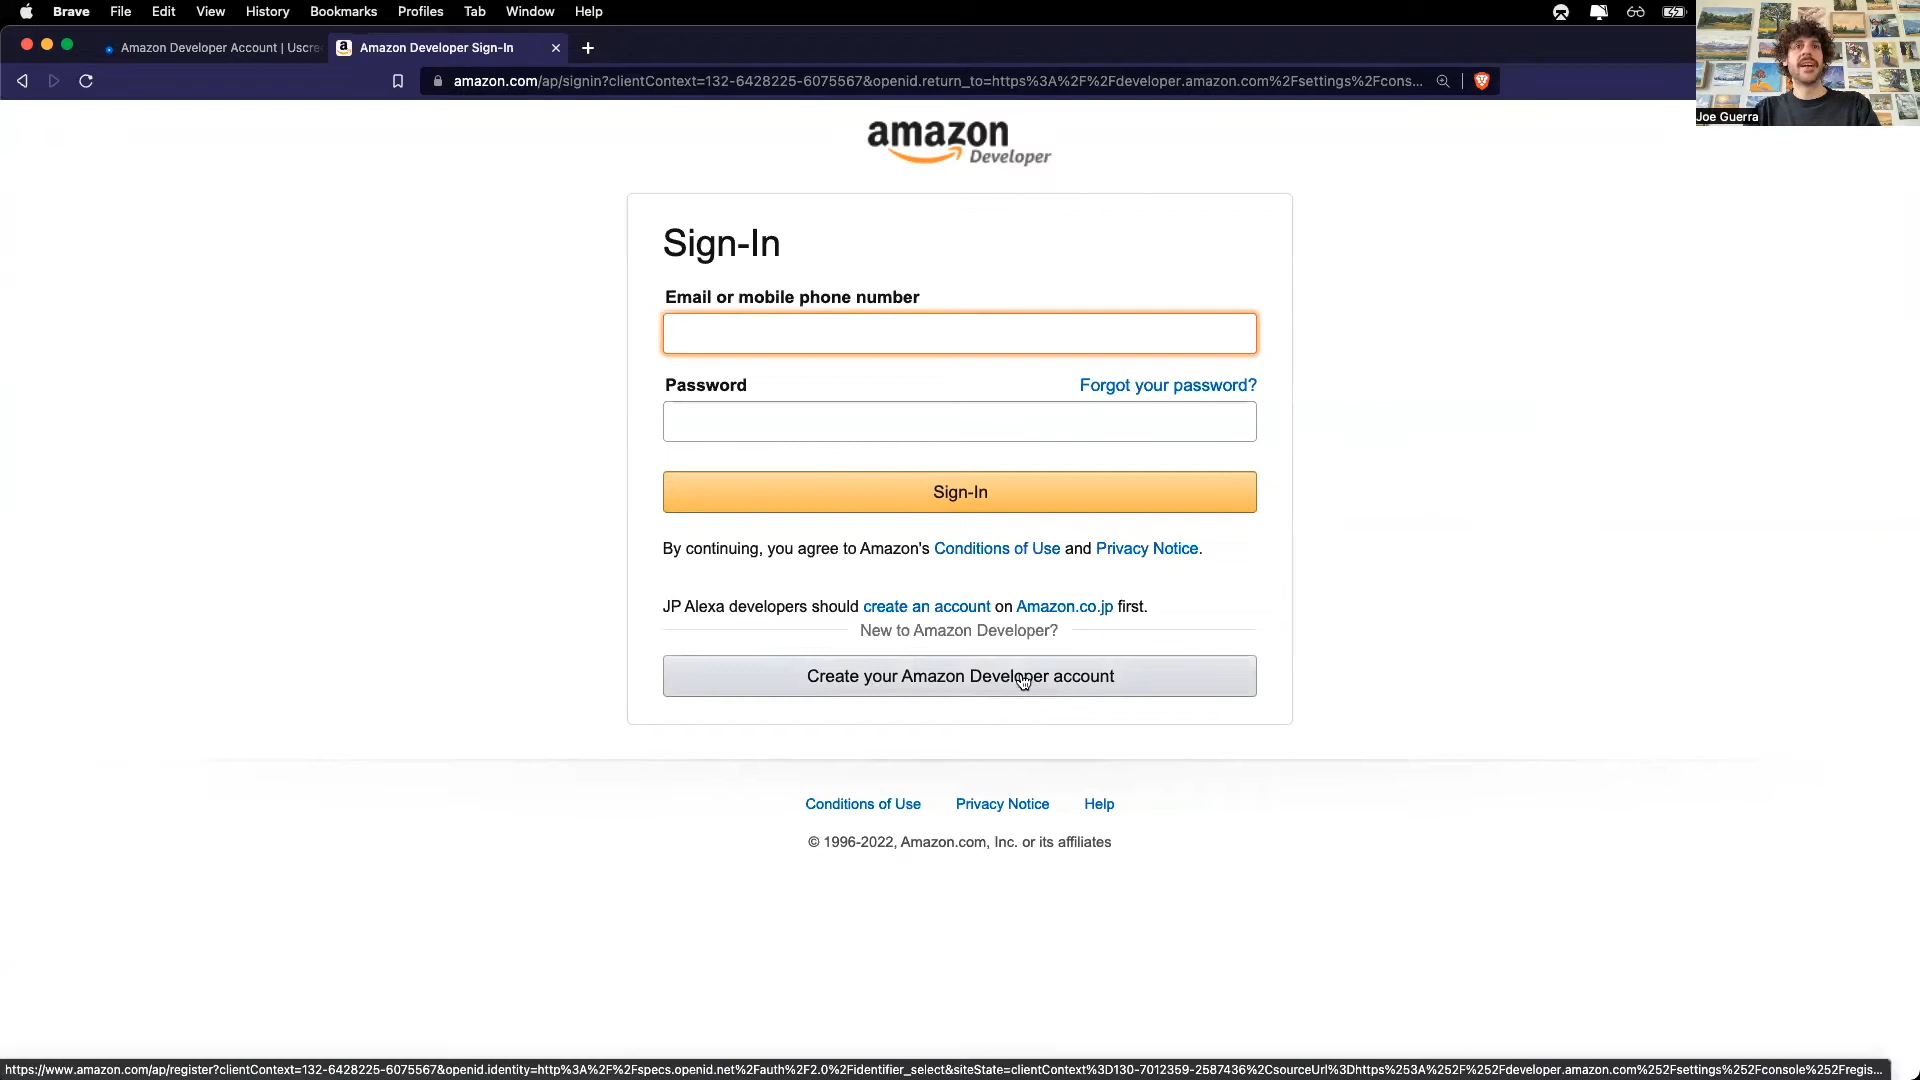 Brave File Edit View History Bookmarks Profiles Tab Window Help
Amazon Developer Account | Uscre
a Amazon Developer Sign-In
amazon.com/ap/signin?clientContext=132-6428225-6075567&openid.return_to=https%3A%2F%2Fdeveloper.amazon.com%2Fsettings%2Fcons...
Joe Guerra
amazon
Developer
Sign-In
Email or mobile phone number
Password Forgot your password?
Sign-In
By continuing, you agree to Amazon's Conditions of Use and Privacy Notice.
JP Alexa developers should create an account on Amazon.co.jp first.
New to Amazon Developer?
Create your Amazon Developer account
Conditions of Use Privacy Notice Help
© 1996-2022, Amazon.com, Inc. or its affiliates
https://www.amazon.com/ap/register?clientContext=132-6428225-6075567&openid.identity=http%3A%2F%2Fspecs.openid.net%2Fauth%2F2.0%2Fidentifier_select&siteState=clientContext%3D130-7012359-2587436%2CsourceUrl%3Dhttps%253A%252F%252Fdeveloper.amazon.com%252Fsettings%252Fconsole%252Fregis...